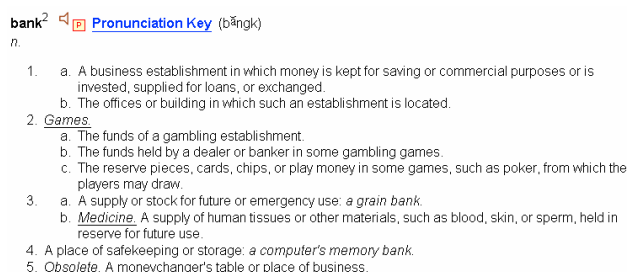 bank2 P Pronunciation Key (băngk)
n.
1. a. A business establishment in which money is kept for saving or commercial purposes or is
invested, supplied for loans, or exchanged.
b. The offices or building in which such an establishment is located.
2. Games.
a. The funds of a gambling establishment.
b. The funds held by a dealer or banker in some gambling games.
c. The reserve pieces, cards, chips, or play money in some games, such as poker, from which the
players may draw.
3. a. A supply or stock for future or emergency use: a grain bank.
b. Medicine. A supply of human tissues or other materials, such as blood, skin, or sperm, held in
reserve for future use.
4. A place of safekeeping or storage: a computer's memory bank.
5. Obsolete. A moneychanger's table or place of business.